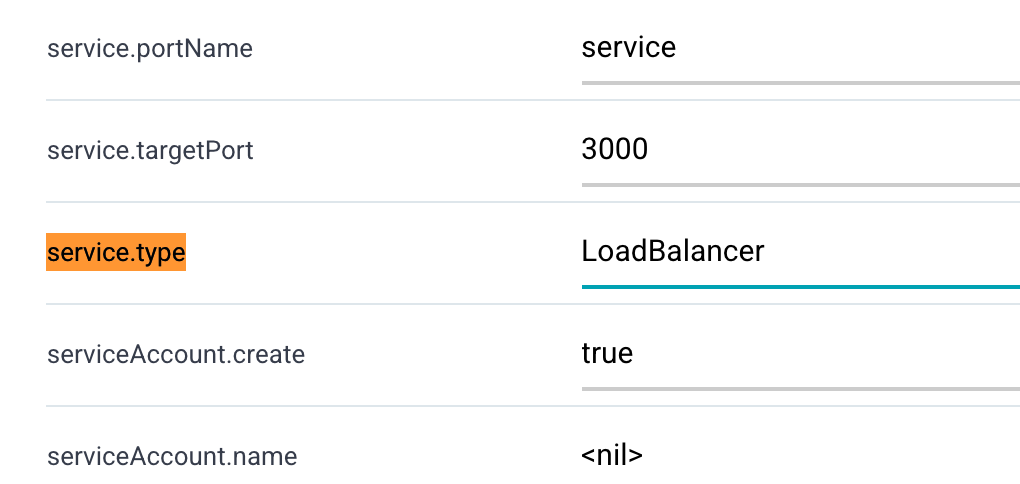 service.portName service
service.targetPort 3000
service.type LoadBalancer
serviceAccount.create true
serviceAccount.name <nil>